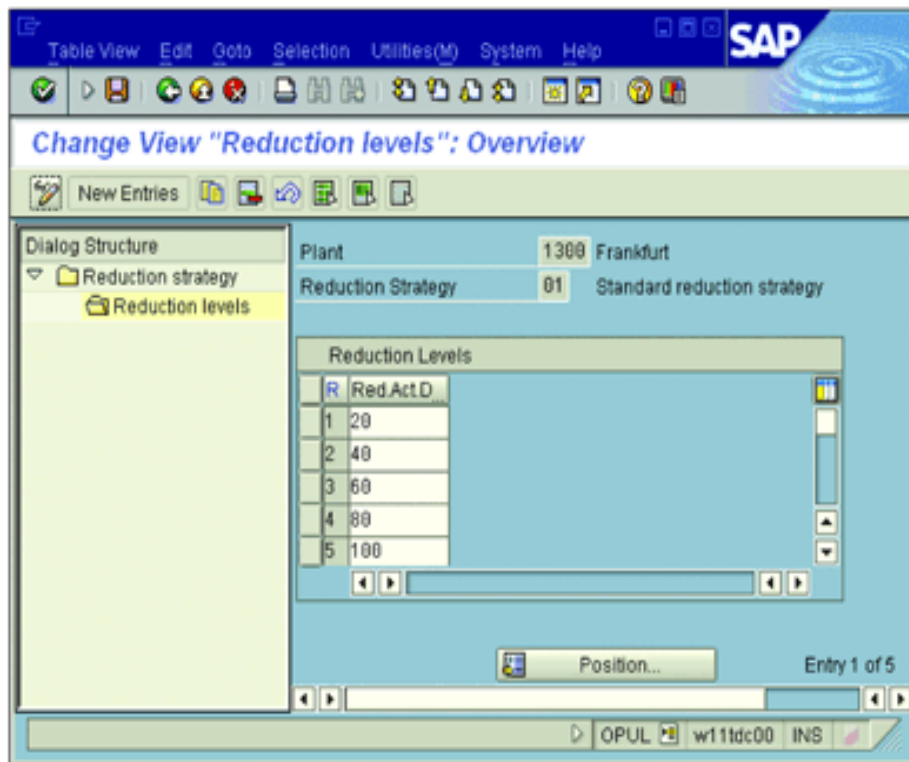 Table View Edit Goto Selection Utilities(M) System Help
SAP
Change View "Reduction levels": Overview
New Entries
Dialog Structure
Reduction strategy
Reduction levels
Plant 1300 Frankfurt
Reduction Strategy 01 Standard reduction strategy
Reduction Levels
R Red.Act.D...
1 20
2 40
3 60
4 80
5 100
Position... Entry 1 of 5
OPUL w11tdc00 INS